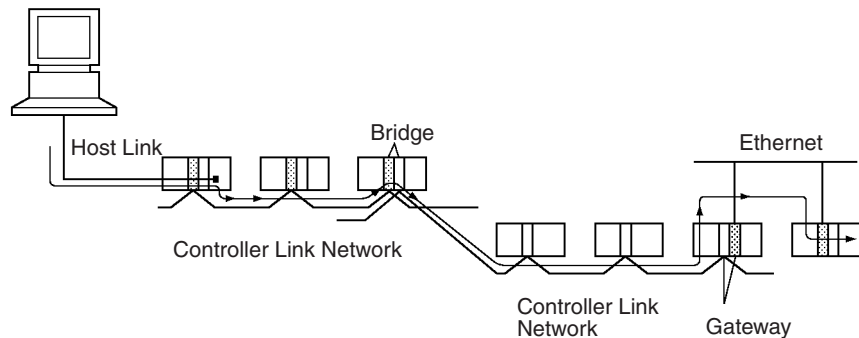 Bridge
Host Link
Ethernet
Controller Link Network
Controller Link
Network
Gateway